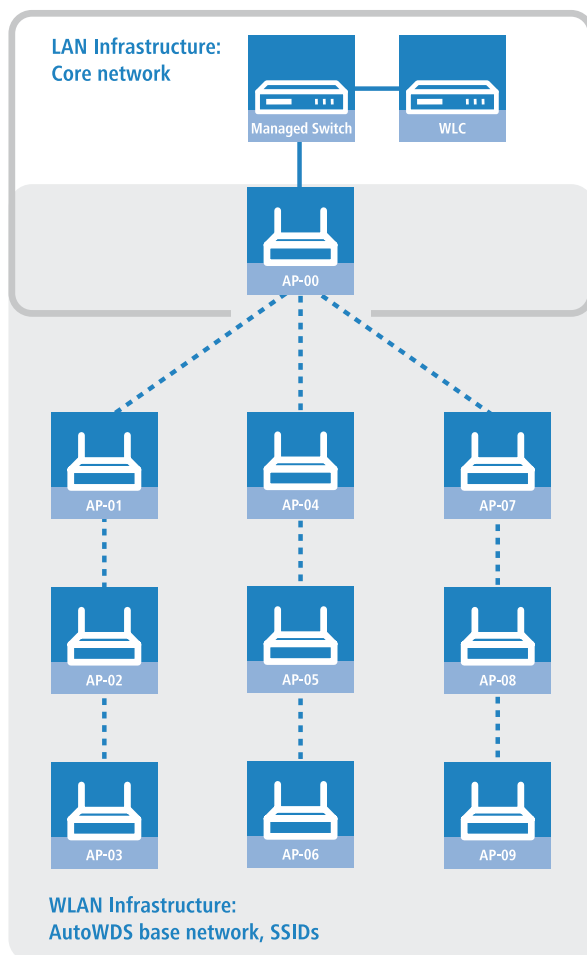 LAN Infrastructure:
Core network
Managed Switch
WLC
AP-00
AP-01
AP-04
AP-07
AP-02
AP-05
AP-08
AP-03
AP-06
AP-09
WLAN Infrastructure:
AutoWDS base network, SSIDs